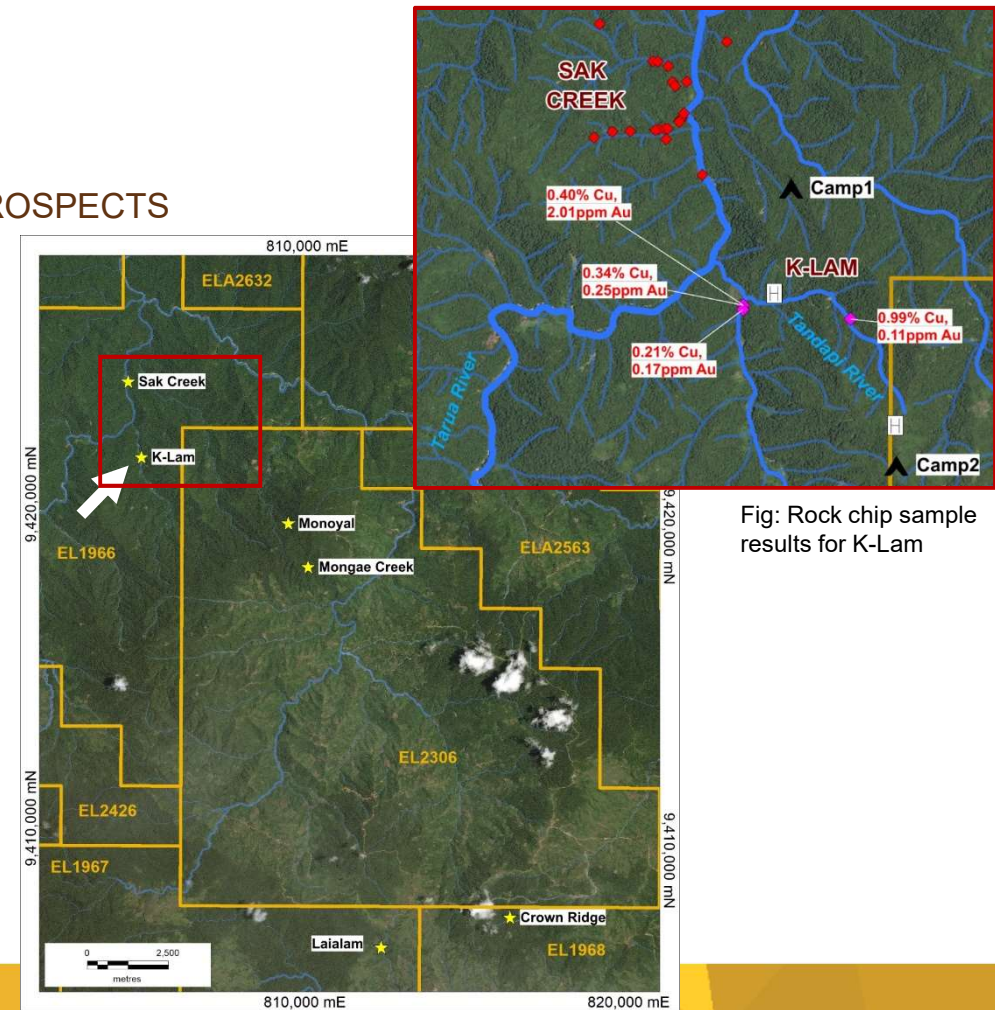 ROSPECTS
SAK
CREEK
Camp1
0.40% Cu,
2.01ppm Au
K-LAM
0.34% Cu,
0.25ppm Au
H
0.99% Cu,
0.11ppm Au
Tandapi River
0.21% Cu,
0.17ppm Au
Tarua River
H
Camp2
Fig: Rock chip sample
results for K-Lam
810,000 mE
ELA2632
Sak Creek
K-Lam
9,420,000 mN
9,420,000 mN
Monoyal
EL1966
ELA2563
Mongae Creek
EL2306
EL2426
9,410,000 mN
9,410,000 mN
EL1967
Crown Ridge
Laialam
EL1968
0 2,500
metres
810,000 mE
820,000 mE